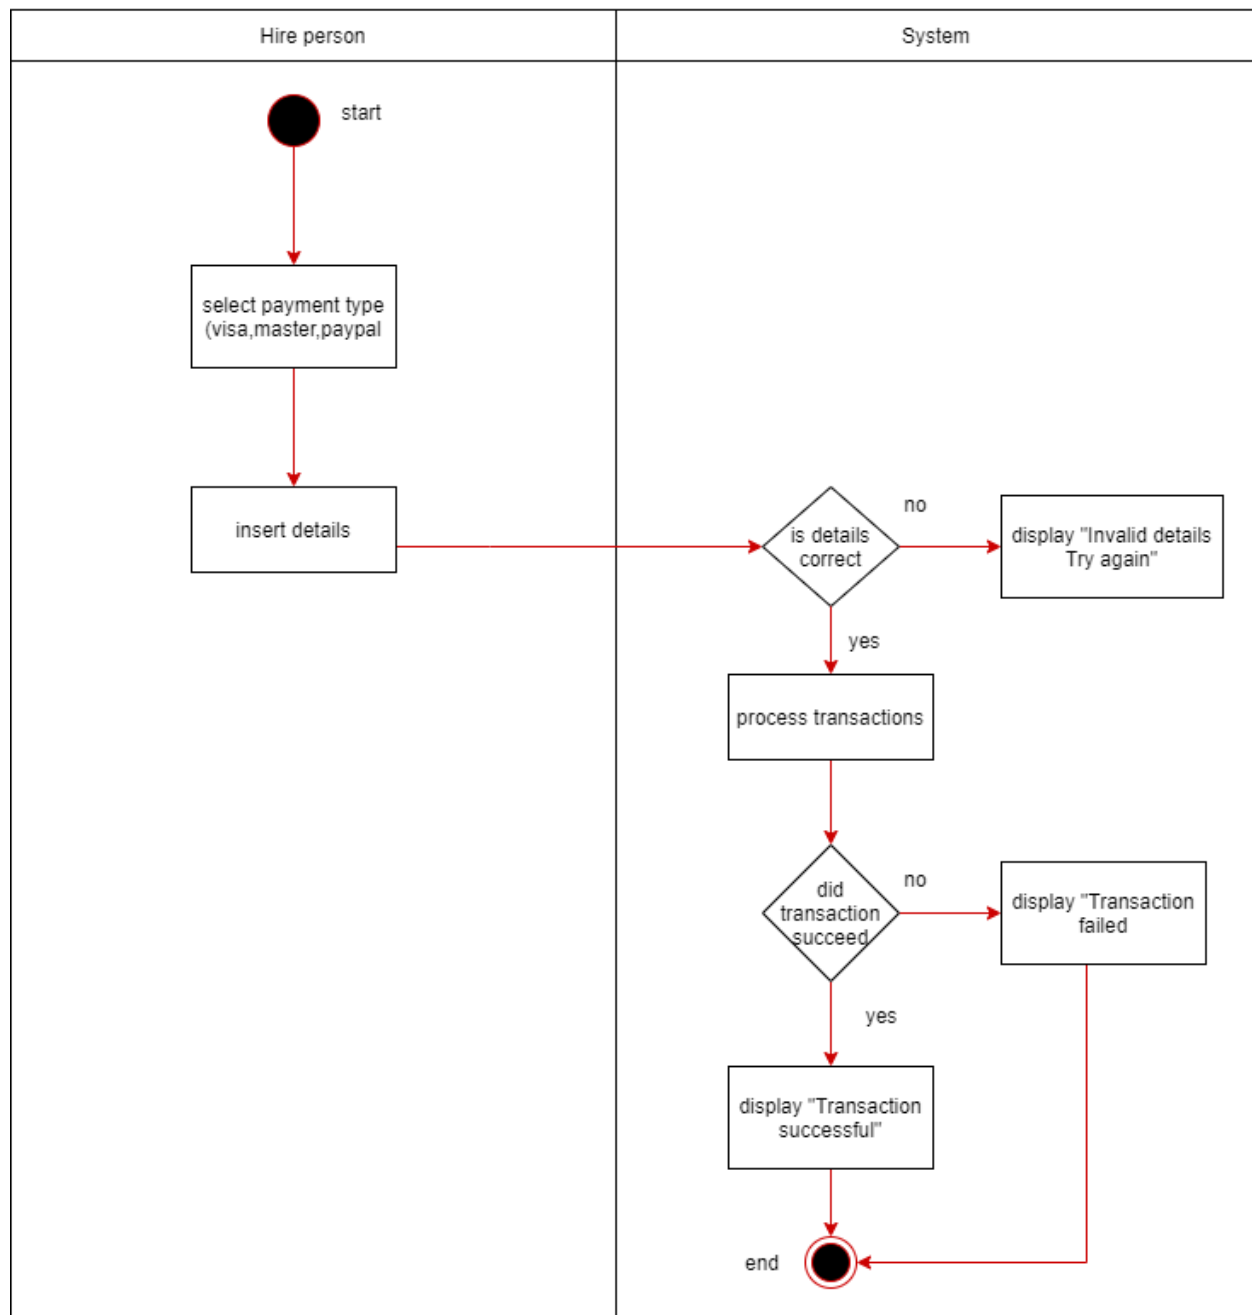 Hire person
System
start
select payment type
(visa,master,paypal
insert details
is details
correct
no
display "Invalid details
Try again"
yes
process transactions
did
transaction
succeed
no
display "Transaction
failed
yes
display "Transaction
successful"
end